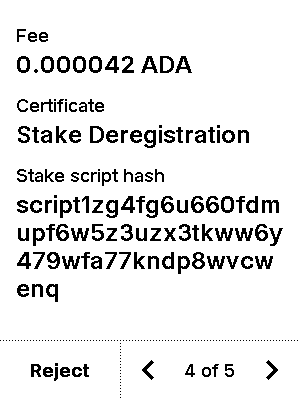 Fee
0.000042 ADA
Certificate
Stake Deregistration
Stake script hash
script1zg4fg6u660fdm
upf6w5z3uzx3tkww6y
479wfa77kndp8wvcw
enq
Reject
4 of 5